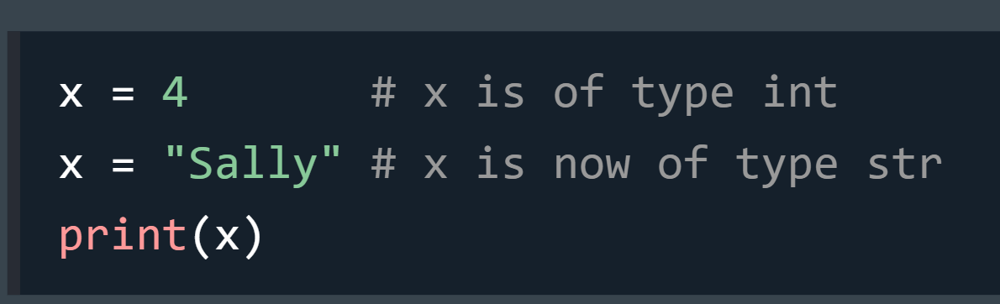 x = 4       # x is of type int
x = "Sally" # x is now of type str
print(x)